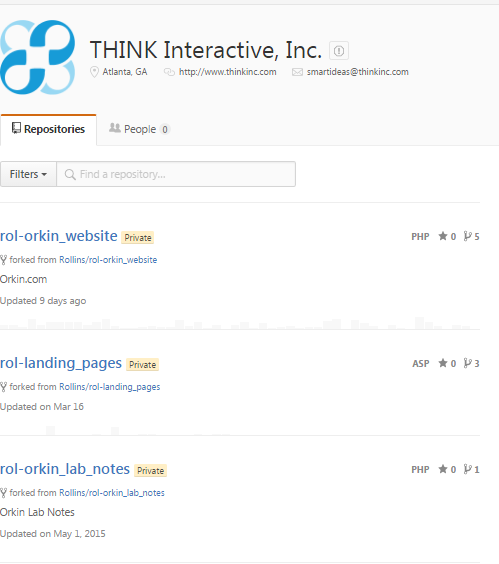 THINK Interactive, Inc.
Atlanta, GA http://www.thinkinc.com smartideas@thinkinc.com
Repositories People 0
Filters Find a repository...
rol-orkin_website Private PHP 0 5
forked from Rollins/rol-orkin_website
Orkin.com
Updated 9 days ago
rol-landing_pages Private ASP 0 3
forked from Rollins/rol-landing_pages
Updated on Mar 16
rol-orkin_lab_notes Private PHP 0 1
forked from Rollins/rol-orkin_lab_notes
Orkin Lab Notes
Updated on May 1, 2015